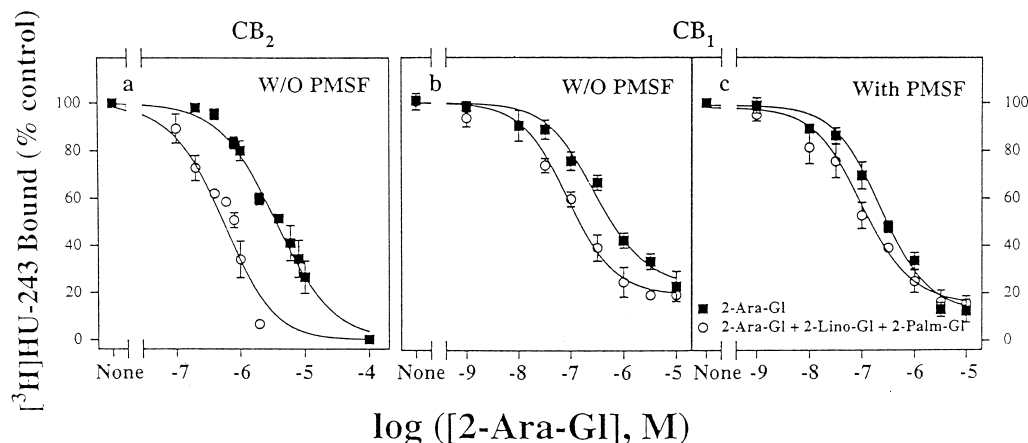 CB2
CB1
a
W/O PMSF
b
W/O PMSF
c
With PMSF
[3H]HU-243 Bound (% control)
100
80
60
40
20
0
100
80
60
40
20
0
2-Ara-Gl
2-Ara-Gl + 2-Lino-Gl + 2-Palm-Gl
None -7 -6 -5 -4
None -9 -8 -7 -6 -5
None -9 -8 -7 -6 -5
log ([2-Ara-Gl], M)